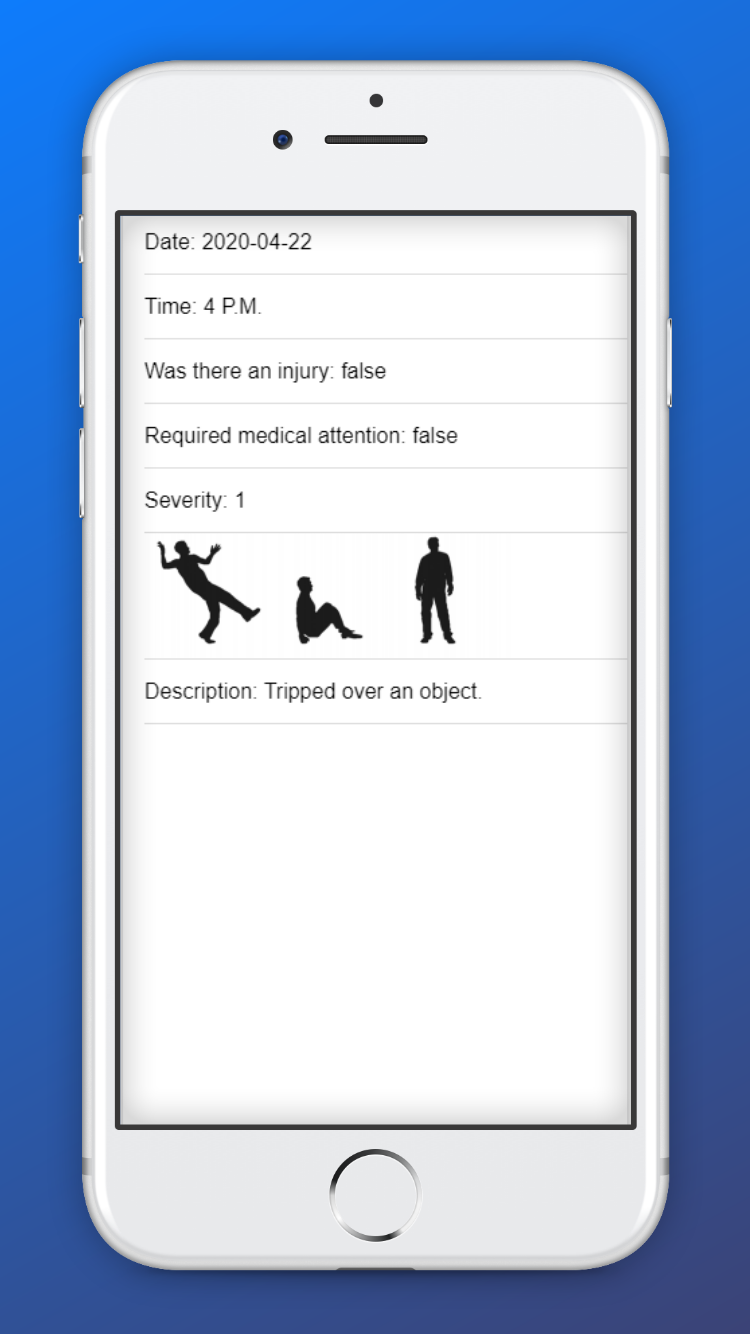 Date: 2020-04-22
Time: 4 P.M.
Was there an injury: false
Required medical attention: false
Severity: 1
Description: Tripped over an object.